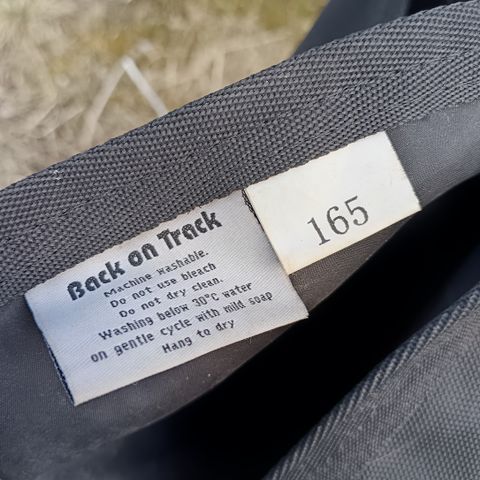 Back on Track
Machine washable.
Do not use bleach
Do not dry clean.
Washing below 30°C water
on gentle cycle with mild soap
Hang to dry
165